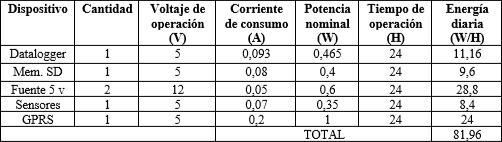 Dispositivo Cantidad Voltaje de operación (V) Corriente de consumo (A) Potencia nominal (W) Tiempo de operación (H) Energía diaria (W/H)
Datalogger 1 5 0,093 0,465 24 11,16
Mem. SD 1 5 0,08 0,4 24 9,6
Fuente 5 v 2 12 0,05 0,6 24 28,8
Sensores 1 5 0,07 0,35 24 8,4
GPRS 1 5 0,2 1 24 24
TOTAL 81,96